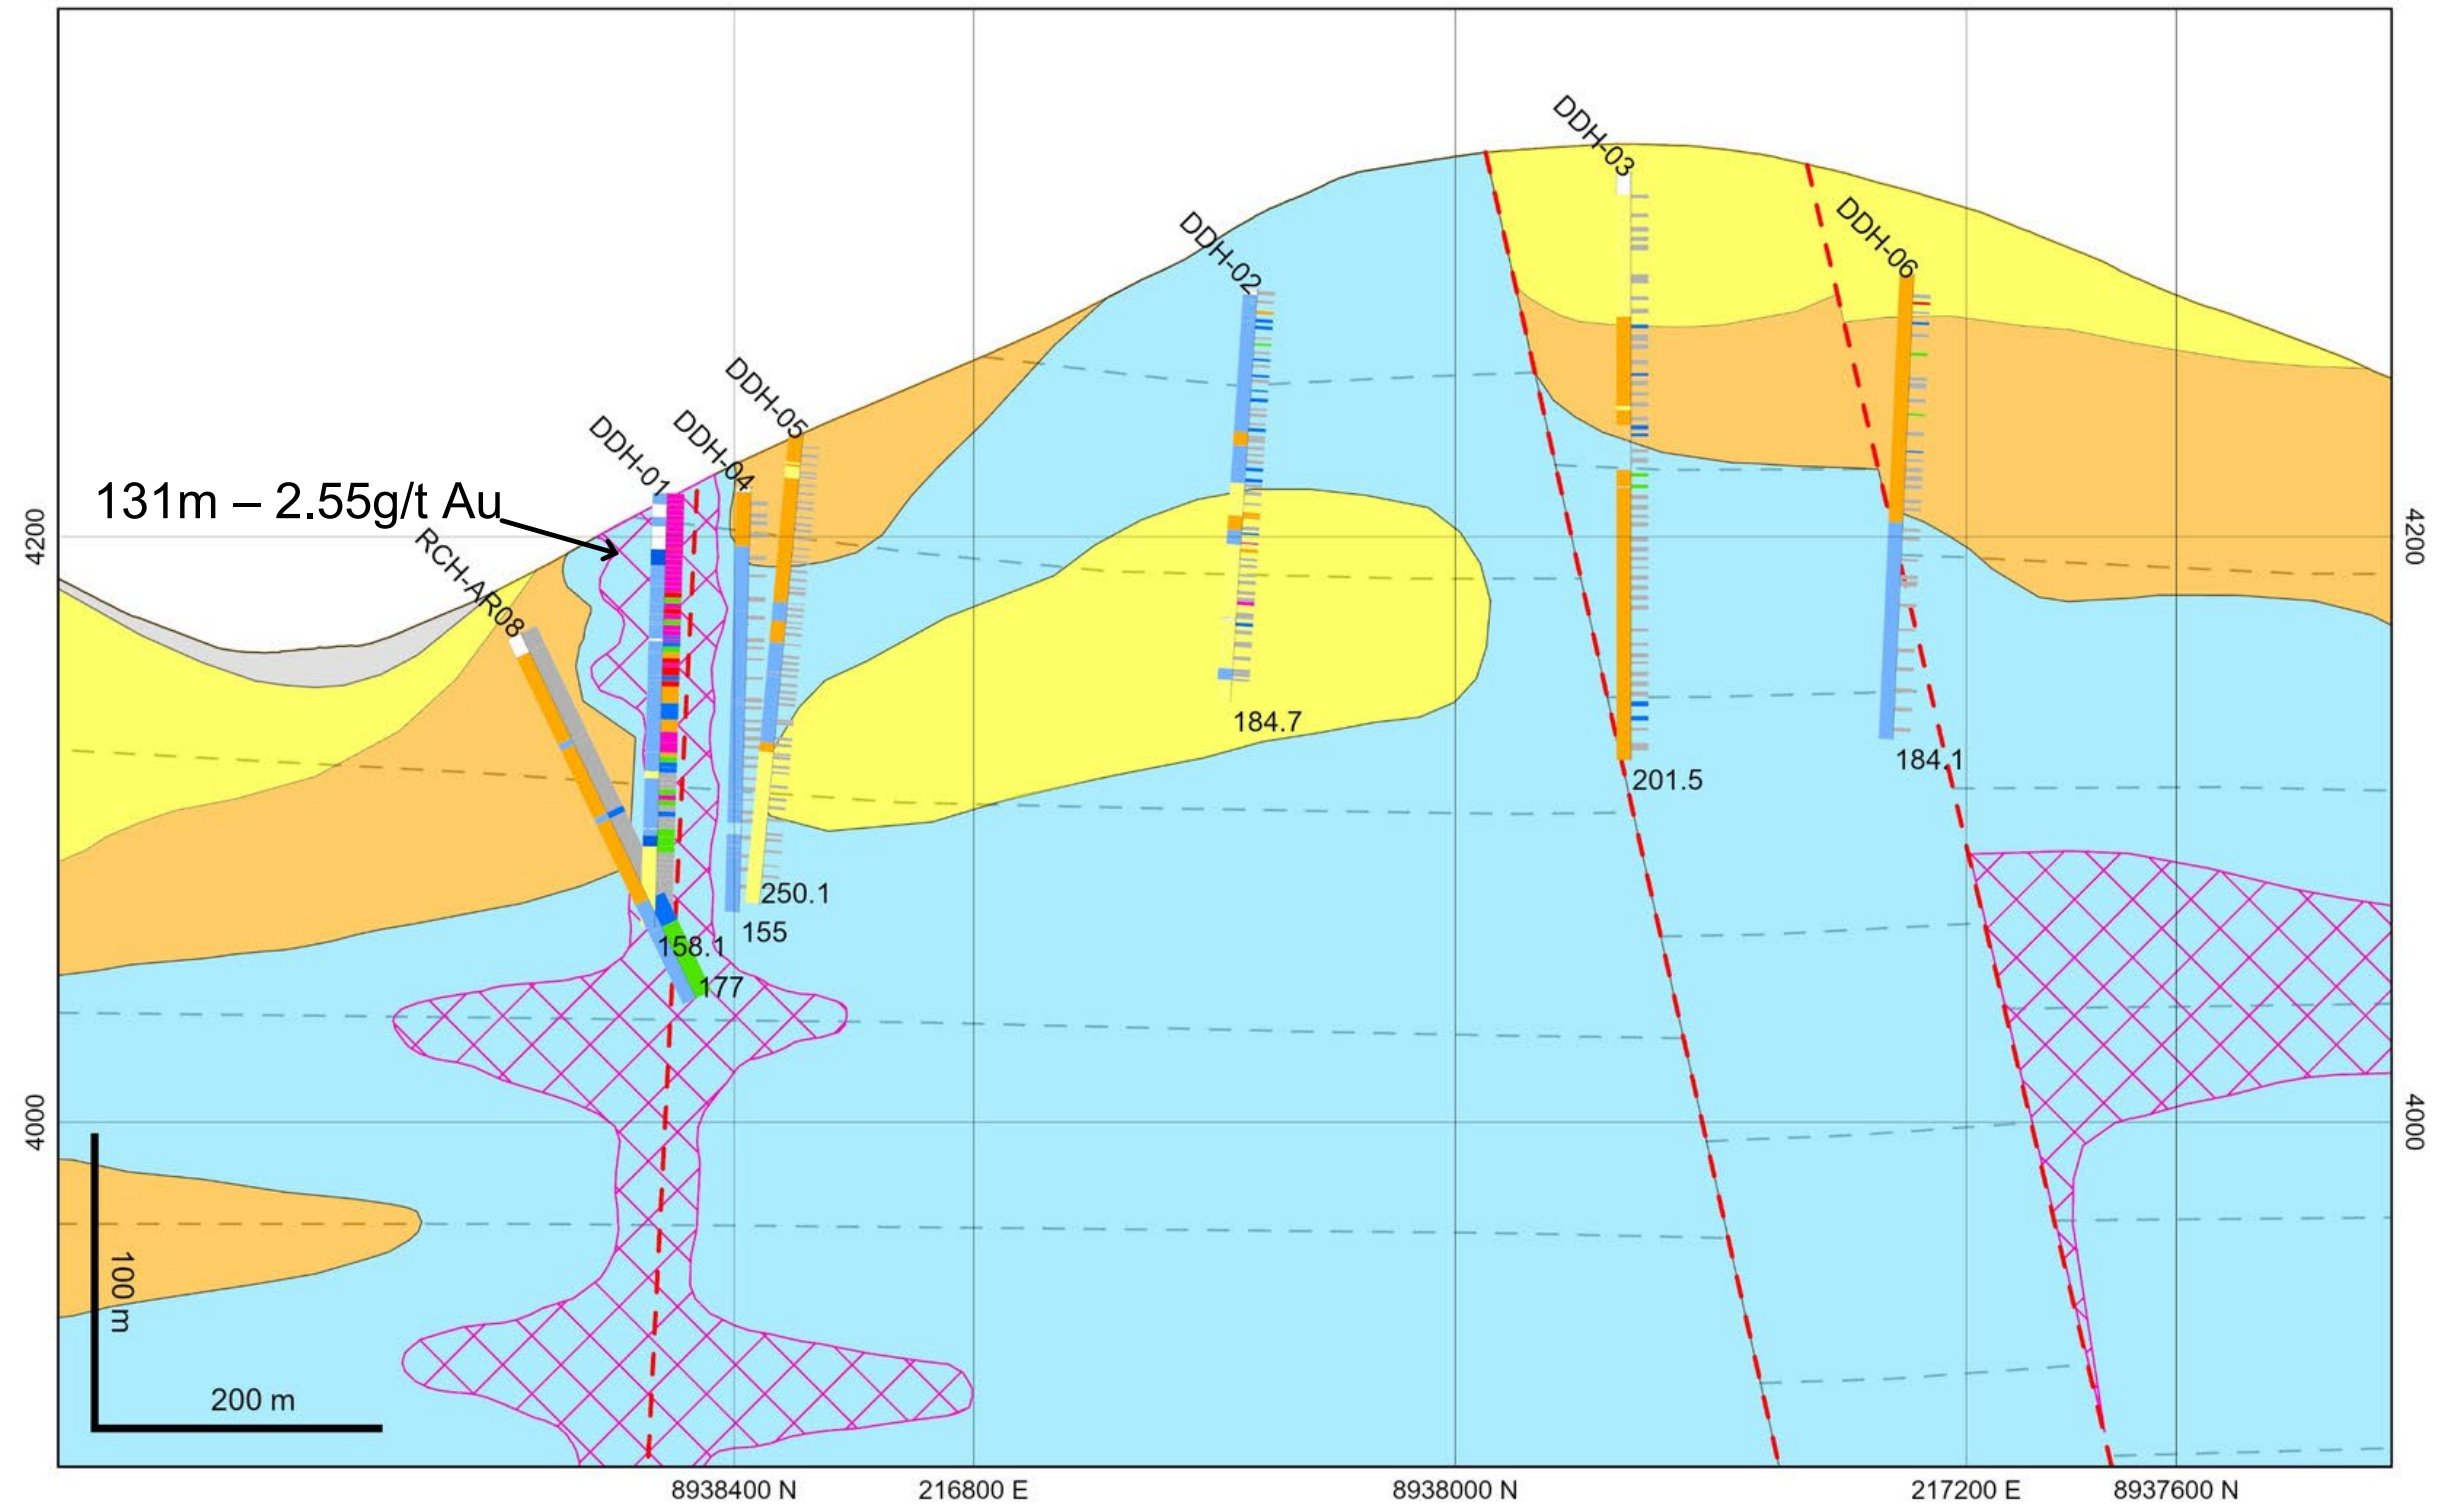 DDH-03
DDH-06
DDH-02
DDH-05
DDH-04
DDH-01
131m – 2.55g/t Au
RCH-AR08
4200
4200
184.7
184.1
201.5
250.1
155
158.1
177
4000
4000
100 m
200 m
8938400 N
216800 E
8938000 N
217200 E
8937600 N